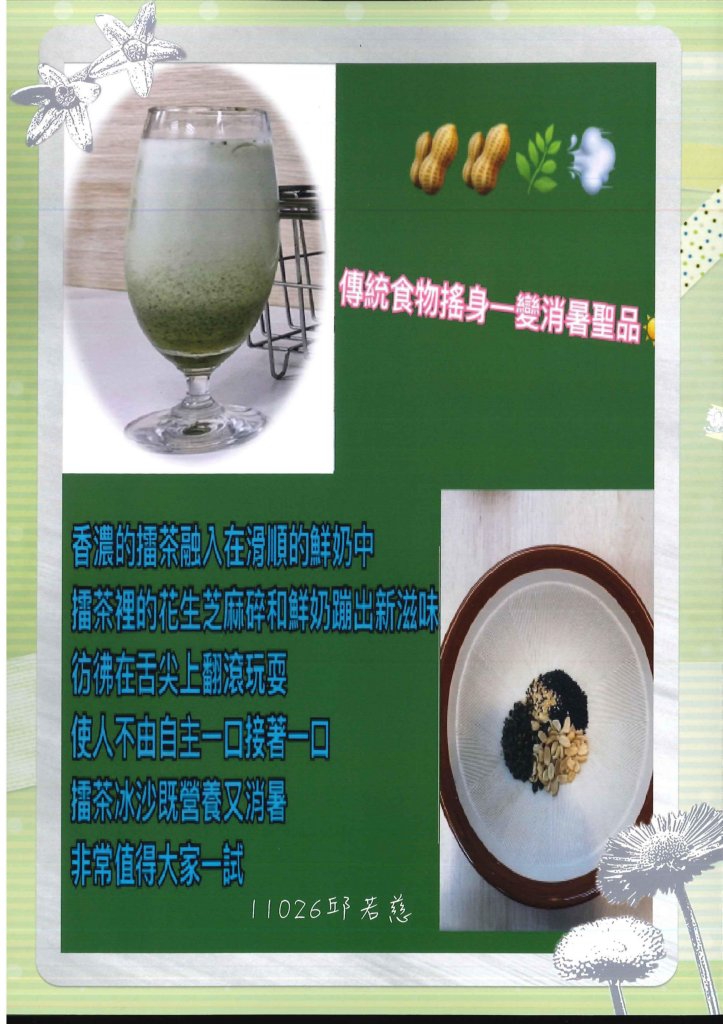 傳統食物搖身一變消暑聖品
香濃的擂茶融入在滑順的鮮奶中
擂茶裡的花生芝麻碎和鮮奶蹦出新滋味
彷彿在舌尖上翻滾玩耍
使人不由自主一口接著一口
擂茶冰沙既營養又消暑
非常值得大家一試
11026邱若慈